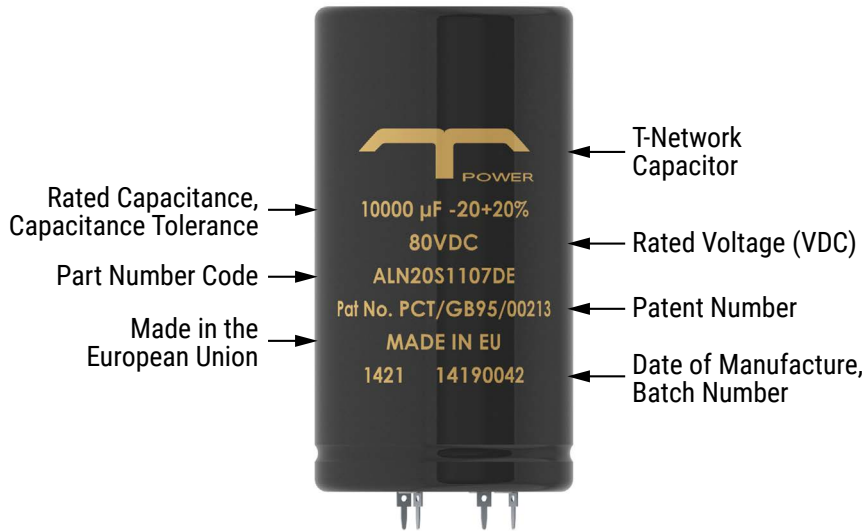 T-Network
Capacitor
POWER
Rated Capacitance,
Capacitance Tolerance
10000 µF -20+20%
80VDC
Rated Voltage (VDC)
Part Number Code
ALN20S1107DE
Pat No. PCT/GB95/00213
Patent Number
Made in the
European Union
MADE IN EU
1421 14190042
Date of Manufacture,
Batch Number